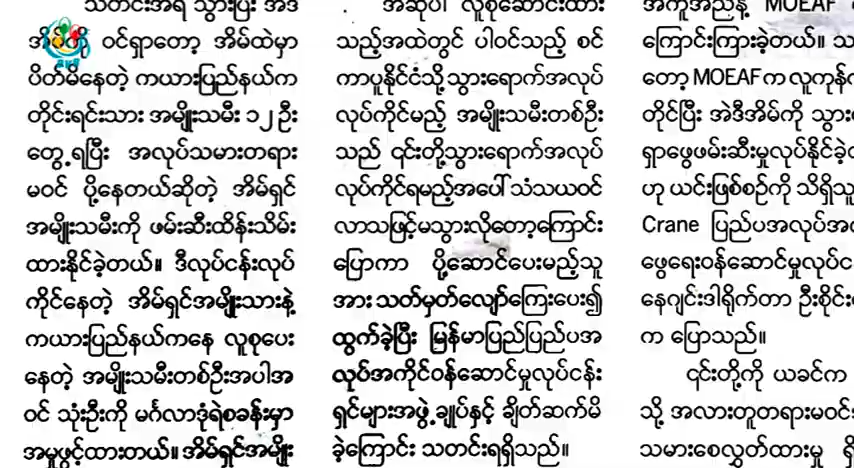 သတင်းအရ သွားပြီး အဲဒီ
အိမ်ကို ဝင်ရှာတော့ အိမ်ထဲမှာ
ပိတ်မိနေတဲ့ ကယားပြည်နယ်က
တိုင်းရင်းသား အမျိုးသမီး ၁၂ ဦး
တွေ့ရပြီး အလုပ်သမားတရား
မဝင် ပို့နေတယ်ဆိုတဲ့ အိမ်ရှင်
အမျိုးသမီးကို ဖမ်းဆီးထိန်းသိမ်း
ထားနိုင်ခဲ့တယ်။ ဒီလုပ်ငန်းလုပ်
ကိုင်နေတဲ့ အိမ်ရှင်အမျိုးသားနဲ့
ကယားပြည်နယ်ကနေ လူစုပေး
နေတဲ့ အမျိုးသမီးတစ်ဦးအပါအ
ဝင် သုံးဦးကို မင်္ဂလာဒုံရဲစခန်းမှာ
အမှုဖွင့်ထားတယ်။ အိမ်ရှင်အမျိုး
အဆိုပါ လူစုဆောင်းထား
သည့်အထဲတွင် ပါဝင်သည့် စင်
ကာပူနိုင်ငံသို့ သွားရောက်အလုပ်
လုပ်ကိုင်မည့် အမျိုးသမီးတစ်ဦး
သည် ၎င်းတို့သွားရောက်အလုပ်
လုပ်ကိုင်ရမည့်အပေါ် သံသယဝင်
လာသဖြင့်မသွားလိုတော့ကြောင်း
ပြောကာ ပို့ဆောင်ပေးမည့်သူ
အား သတ်မှတ်လျော်ကြေးပေး၍
ထွက်ခဲ့ပြီး မြန်မာပြည်ပြည်ပအ
လုပ်အကိုင်ဝန်ဆောင်မှုလုပ်ငန်း
ရှင်များအဖွဲ့ချုပ်နှင့် ချိတ်ဆက်မိ
ခဲ့ကြောင်း သတင်းရရှိသည်။
အကူအညီနဲ့ MOEAF
ကြောင်းကြားခဲ့တယ်။
တော့ MOEAF က လူကုန်
တိုင်ပြီး အဲဒီအိမ်ကို သွား
ရှာဖွေဖမ်းဆီးမှုလုပ်နိုင်ခဲ့
ဟု ယင်းဖြစ်စဉ်ကို သိရှိသူ
Crane ပြည်ပအလုပ်အ
ဖွေရေးဝန်ဆောင်မှုလုပ်င
နေဂျင်းဒါရိုက်တာ ဦးစိုင်း
က ပြောသည်။
၎င်းတို့ကို ယခင်က
သို့ အလားတူတရားမဝင်
သမားစေလွှတ်ထားမှု